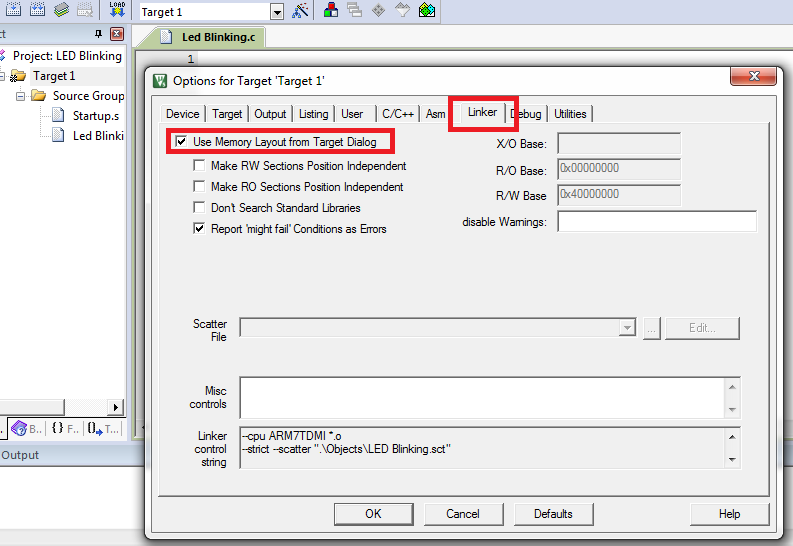 LOAD
Target 1
ct
Led Blinking.c
Project: LED Blinking
1
Target 1
Source Group
Startup.s
Led Blinki
Options for Target 'Target 1'
Device Target Output Listing User C/C++ Asm Linker Debug Utilities
Use Memory Layout from Target Dialog
X/O Base:
Make RW Sections Position Independent
R/O Base: 0x00000000
Make RO Sections Position Independent
R/W Base 0x40000000
Don't Search Standard Libraries
disable Warnings:
Report 'might fail' Conditions as Errors
Scatter
File
...
Edit...
Misc
controls
Linker
control
string
--cpu ARM7TDMI *.o
--strict --scatter ".\Objects\LED Blinking.sct"
B... {} F... 0, T...
Output
OK Cancel Defaults Help